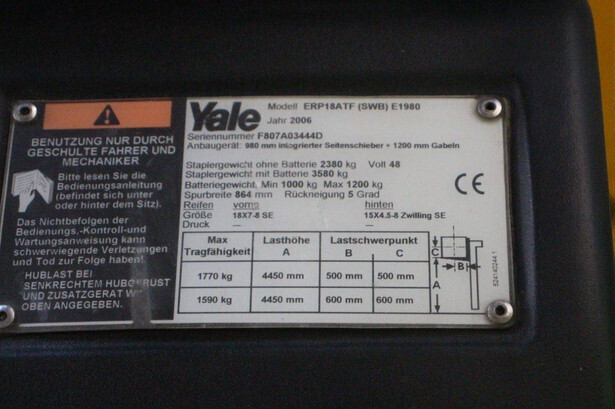 BENUTZUNG NUR DURCH
GESCHULTE FAHRER UND
MECHANIKER
Bitte lesen Sie die
Bedienungsanleitung
(befindet sich unter
oder hinter dem Sitz).
Das Nichtbefolgen der
Bedienungs,-Kontroll-und
Wartungsanweisung kann
schwerwiegende Verletzungen
und Tod zur Folge haben!
HUBLAST BEI
SENKRECHTEM HUBGERUST
UND ZUSATZGERÄT WIE
OBEN ANGEGEBEN.
Yale
Modell ERP18ATF (SWB) E1980
Jahr 2006
Seriennummer F807A03444D
Anbaugerät: 980 mm integrierter Seitenschieber + 1200 mm Gabeln
Staplergewicht ohne Batterie 2380 kg Volt 48
Staplergewicht mit Batterie 3580 kg
Batteriegewicht, Min 1000 kg Max 1200 kg
Spurbreite 864 mm Rückneigung 5 Grad
Reifen vorne hinten
Größe 18X7-8 SE 15X4.5-8 Zwilling SE
Druck — —
CE
Max Tragfähigkeit Lasthöhe A Lastschwerpunkt B C
1770 kg 4450 mm 500 mm 500 mm
1590 kg 4450 mm 600 mm 600 mm
C
B
A
524140244.1